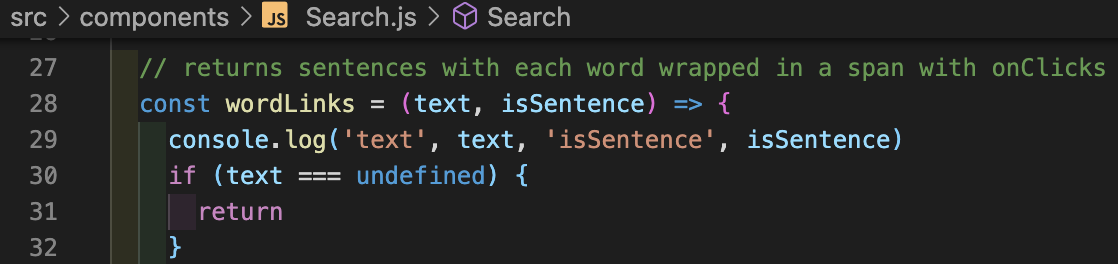 src > components > JS Search.js > Search
27 // returns sentences with each word wrapped in a span with onClicks
28 const wordLinks = (text, isSentence) => {
29 console.log('text', text, 'isSentence', isSentence)
30 if (text === undefined) {
31 return
32 }